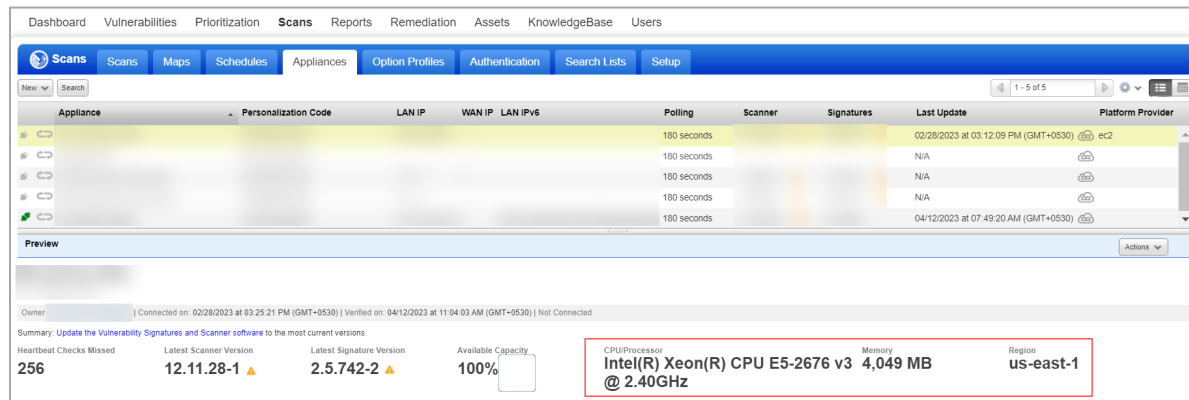 Dashboard Vulnerabilities Prioritization Scans Reports Remediation Assets KnowledgeBase Users
Scans Scans Maps Schedules Appliances Option Profiles Authentication Search Lists Setup
New Search 1 - 5 of 5
Appliance Personalization Code LAN IP WAN IP LAN IPv6 Polling Scanner Signatures Last Update Platform Provider
180 seconds 02/28/2023 at 03:12:09 PM (GMT+0530) ec2
180 seconds N/A
180 seconds N/A
180 seconds N/A
180 seconds 04/12/2023 at 07:49:20 AM (GMT+0530)
Preview Actions
Owner | Connected on: 02/28/2023 at 03:25:21 PM (GMT+0530) | Verified on: 04/12/2023 at 11:04:03 AM (GMT+0530) | Not Connected
Summary: Update the Vulnerability Signatures and Scanner software to the most current versions.
Heartbeat Checks Missed Latest Scanner Version Latest Signature Version Available Capacity CPU/Processor Memory Region
256 12.11.28-1 2.5.742-2 100% Intel(R) Xeon(R) CPU E5-2676 v3 4,049 MB us-east-1
@ 2.40GHz